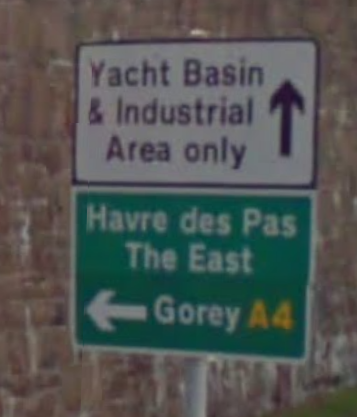 Yacht Basin
& Industrial
Area only
Havre des Pas
The East
Gorey A4